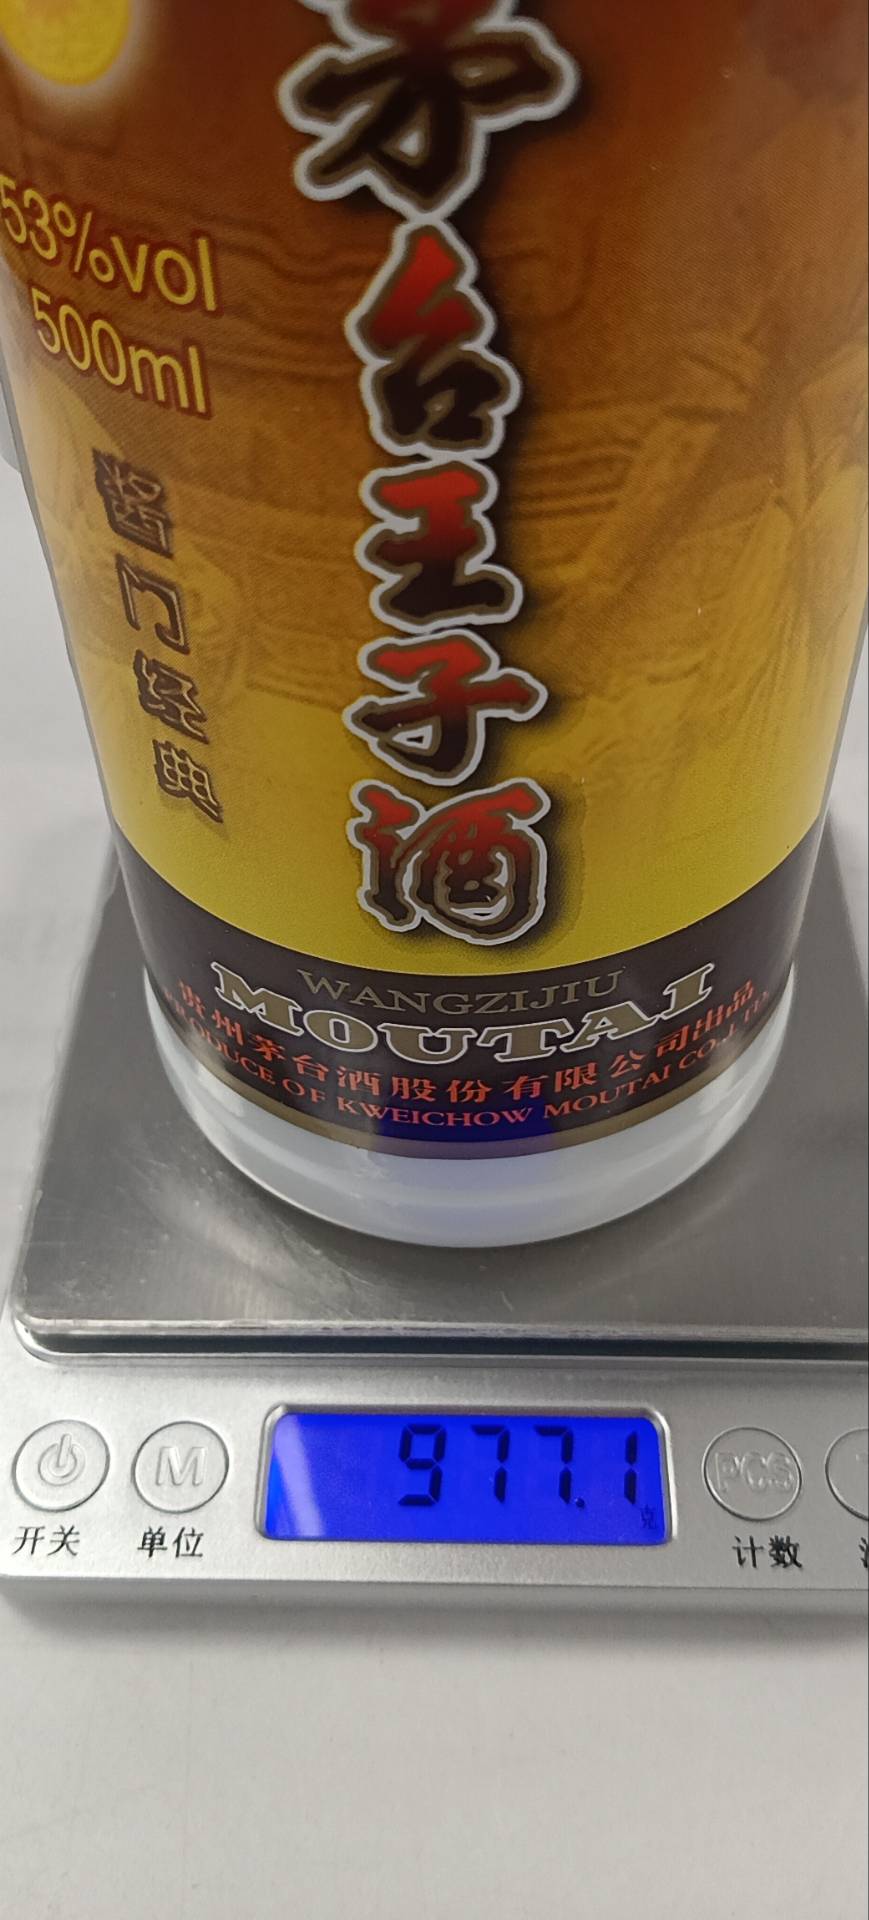 茅台王子酒
53%vol
500ml
酱门经典
WANGZIJIU
MOUTAI
贵州茅台酒股份有限公司出品
PRODUCE OF KWEICHOW MOUTAI CO., LTD.
977.1
克
M
PCS
开关
单位
计数